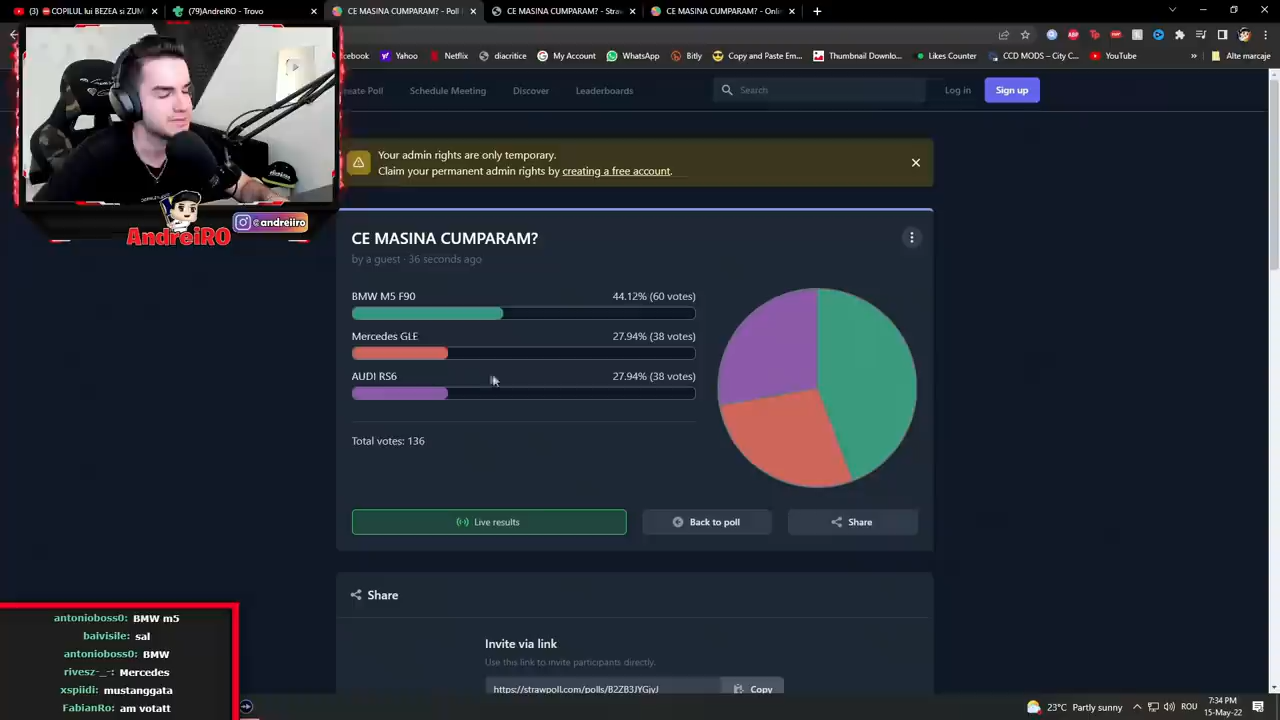 (3) 🔴 COPIILUL lui BEZEA si ZUM
(79)AndreiRO - Trovo
CE MASINA CUMPARAM? - Poll
CE MASINA CUMPARAM? - Straw
CE MASINA CUMPARAM? - Onli
cebook
Yahoo
Netflix
diacritice
My Account
WhatsApp
Bitly
Copy and Paste Em...
Thumbnail Downlo...
Likes Counter
CCD MODS – City C...
YouTube
Alte marcaje
reate Poll
Schedule Meeting
Discover
Leaderboards
Search
Log in
Sign up
Your admin rights are only temporary.
Claim your permanent admin rights by creating a free account.
AndreiRO
@andreiiro
CE MASINA CUMPARAM?
by a guest · 36 seconds ago
BMW M5 F90
44.12% (60 votes)
Mercedes GLE
27.94% (38 votes)
AUDI RS6
27.94% (38 votes)
Total votes: 136
Live results
Back to poll
Share
Share
Invite via link
Use this link to invite participants directly.
https://strawpoll.com/polls/B2ZB3JYGjyJ
Copy
antonioboss0: BMW m5
baivisile: sal
antonioboss0: BMW
rivesz-_-: Mercedes
xspiidi: mustanggata
FabianRo: am votatt
23°C Partly sunny
ROU
7:34 PM
15-May-22